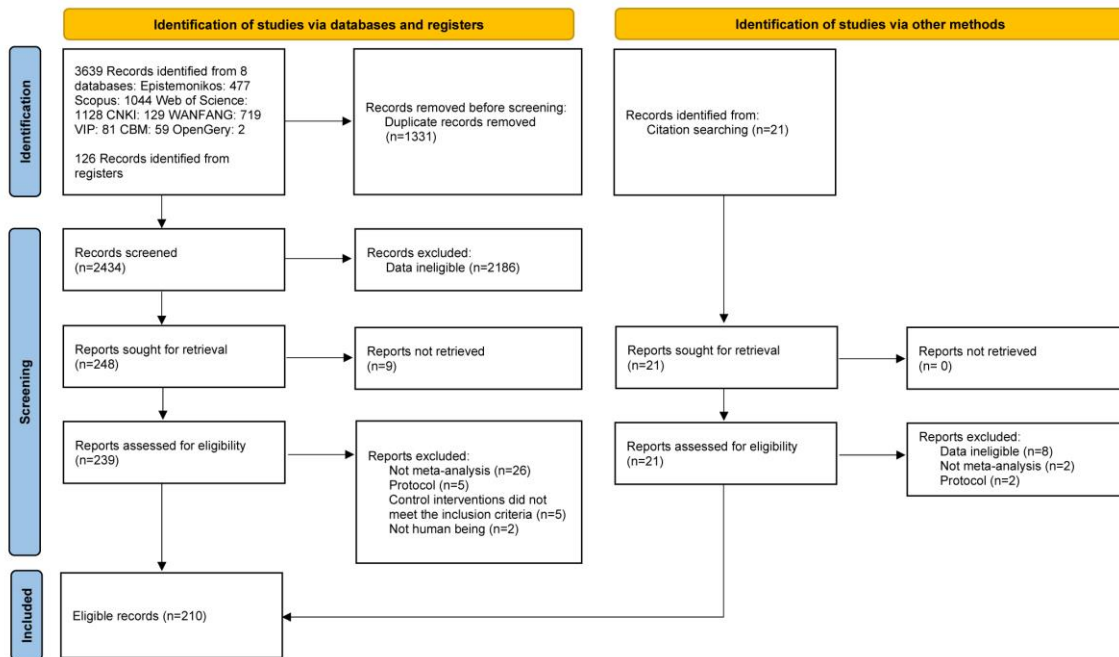 Identification of studies via databases and registers
Identification of studies via other methods
Identification
3639 Records identified from 8
databases: Epistemonikos: 477
Scopus: 1044 Web of Science:
1128 CNKI: 129 WANFANG: 719
VIP: 81 CBM: 59 OpenGery: 2
126 Records identified from
registers
Records removed before screening:
Duplicate records removed
(n=1331)
Records identified from:
Citation searching (n=21)
Screening
Records screened
(n=2434)
Records excluded:
Data ineligible (n=2186)
Reports sought for retrieval
(n=248)
Reports not retrieved
(n=9)
Reports sought for retrieval
(n=21)
Reports not retrieved
(n= 0)
Reports assessed for eligibility
(n=239)
Reports excluded:
Not meta-analysis (n=26)
Protocol (n=5)
Control interventions did not
meet the inclusion criteria (n=5)
Not human being (n=2)
Reports assessed for eligibility
(n=21)
Reports excluded:
Data ineligible (n=8)
Not meta-analysis (n=2)
Protocol (n=2)
Included
Eligible records (n=210)